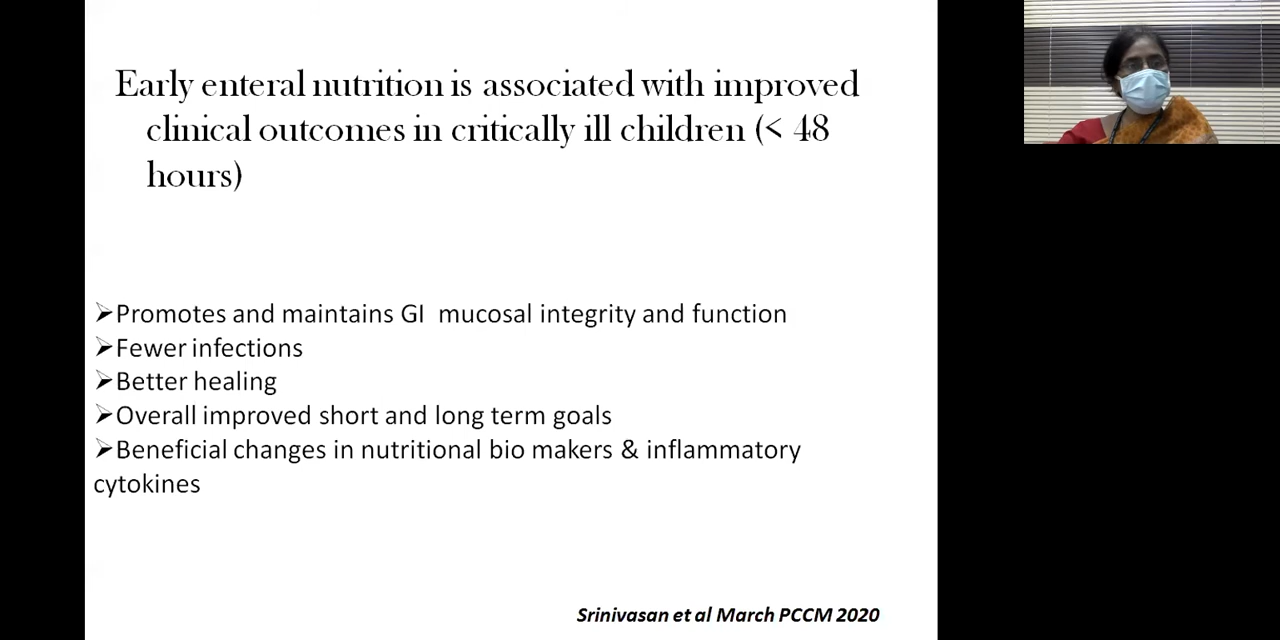 Early enteral nutrition is associated with improved
clinical outcomes in critically ill children (< 48
hours)
➢Promotes and maintains GI mucosal integrity and function
➢Fewer infections
➢Better healing
➢Overall improved short and long term goals
➢Beneficial changes in nutritional bio makers & inflammatory
cytokines
Srinivasan et al March PCCM 2020